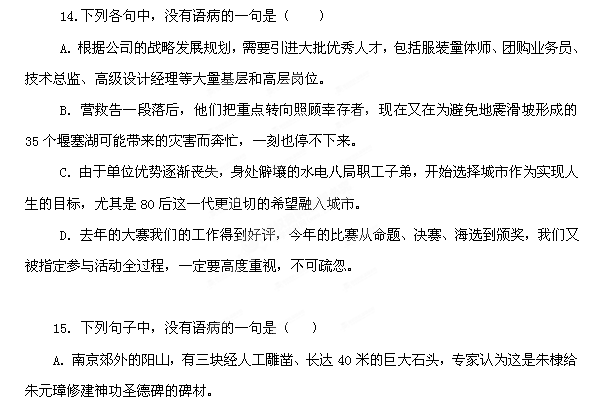 14.下列各句中，没有语病的一句是（　　）
A. 根据公司的战略发展规划，需要引进大批优秀人才，包括服装量体师、团购业务员、
技术总监、高级设计经理等大量基层和高层岗位。
B. 营救告一段落后，他们把重点转向照顾幸存者，现在又在为避免地震滑坡形成的
35 个堰塞湖可能带来的灾害而奔忙，一刻也停不下来。
C. 由于单位优势逐渐丧失，身处僻壤的水电八局职工子弟，开始选择城市作为实现人
生的目标，尤其是 80 后这一代更迫切的希望融入城市。
D. 去年的大赛我们的工作得到好评，今年的比赛从命题、决赛、海选到颁奖，我们又
被指定参与活动全过程，一定要高度重视，不可疏忽。
15. 下列句子中，没有语病的一句是（　　）
A. 南京郊外的阳山，有三块经人工雕凿、长达 40 米的巨大石头，专家认为这是朱棣给
朱元璋修建神功圣德碑的碑材。